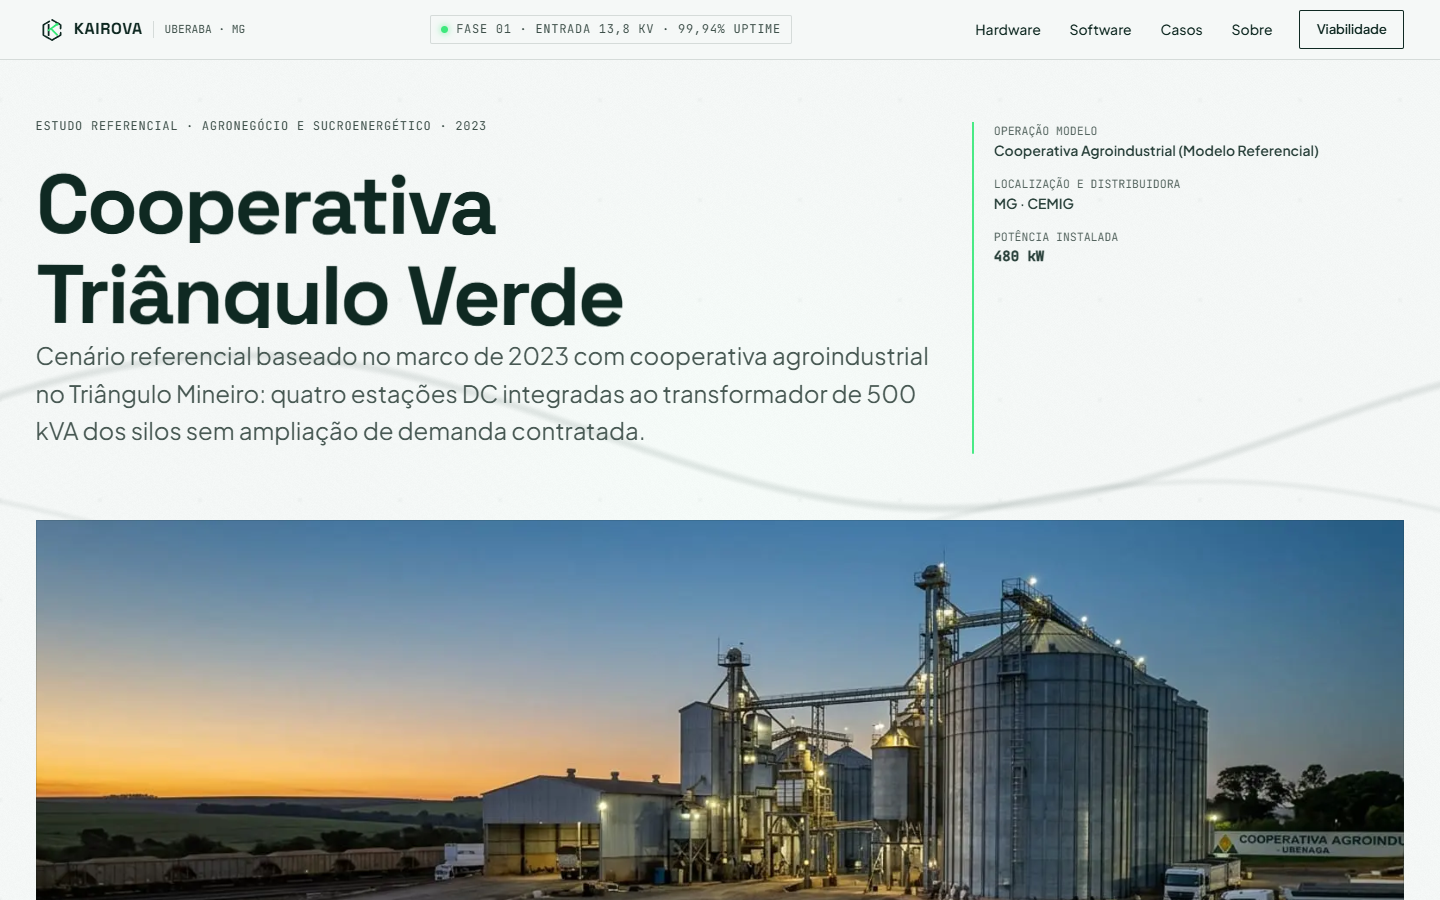 KAIROVA
UBERABA · MG
FASE 01 · ENTRADA 13,8 KV · 99,94% UPTIME
Hardware
Software
Casos
Sobre
Viabilidade
ESTUDO REFERENCIAL · AGRONEGÓCIO E SUCROENERGÉTICO · 2023
Cooperativa
Triângulo Verde
Cenário referencial baseado no marco de 2023 com cooperativa agroindustrial
no Triângulo Mineiro: quatro estações DC integradas ao transformador de 500
kVA dos silos sem ampliação de demanda contratada.
OPERAÇÃO MODELO
Cooperativa Agroindustrial (Modelo Referencial)
LOCALIZAÇÃO E DISTRIBUIDORA
MG · CEMIG
POTÊNCIA INSTALADA
480 kW
COOPERATIVA AGROINDU
- UBENAGA